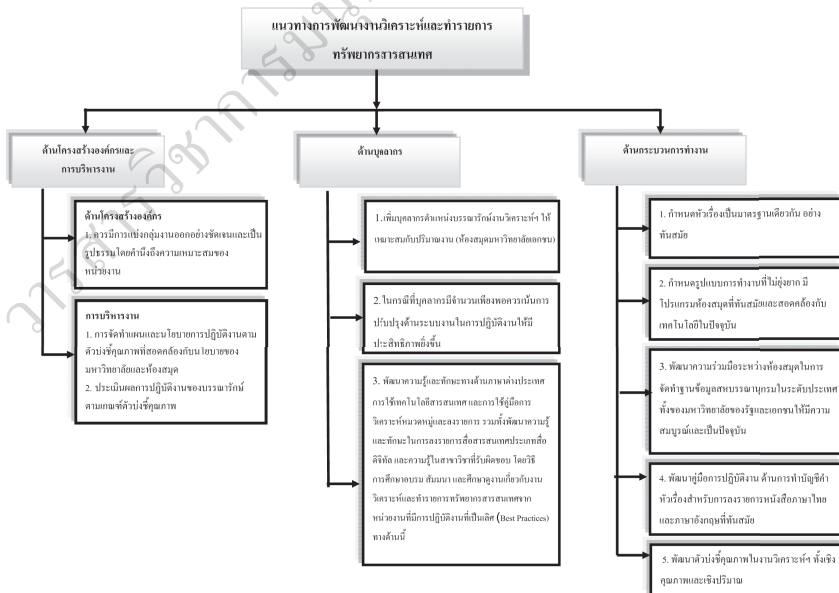 แนวทางการพัฒนางานวิเคราะห์และทำรายการ
ทรัพยากรสารสนเทศ
ด้านโครงสร้างองค์กรและ
การบริหารงาน
ด้านโครงสร้างองค์กร
1. ควรมีการแบ่งกลุ่มงานออกอย่างชัดเจนและเป็น
รูปธรรมโดยคำนึงถึงความเหมาะสมของ
หน่วยงาน
การบริหารงาน
1. การจัดทำแผนและนโยบายการปฏิบัติงานตาม
ตัวบ่งชี้คุณภาพที่สอดคล้องกับนโยบายของ
มหาวิทยาลัยและห้องสมุด
2. ประเมินผลการปฏิบัติงานของบรรณารักษ์
ตามเกณฑ์ตัวบ่งชี้คุณภาพ
ด้านบุคลากร
1. เพิ่มบุคลากรตำแหน่งบรรณารักษ์งานวิเคราะห์ฯ ให้
เหมาะสมกับปริมาณงาน (ห้องสมุดมหาวิทยาลัยเอกชน)
2. ในกรณีที่บุคลากรมีจำนวนเพียงพอควรเน้นการ
ปรับปรุงด้านระบบงานในการปฏิบัติงานให้มี
ประสิทธิภาพยิ่งขึ้น
3. พัฒนาความรู้และทักษะทางด้านภาษาต่างประเทศ
การใช้เทคโนโลยีสารสนเทศ และการใช้คู่มือการ
วิเคราะห์หมวดหมู่และลงรายการ รวมทั้งพัฒนาความรู้
และทักษะในการลงรายการสื่อสารสนเทศประเภทสื่อ
ดิจิทัล และความรู้ในสาขาวิชาที่รับผิดชอบ โดยวิธี
การศึกษาอบรม สัมมนา และศึกษาดูงานเกี่ยวกับงาน
วิเคราะห์และทำรายการทรัพยากรสารสนเทศจาก
หน่วยงานที่มีการปฏิบัติงานที่เป็นเลิศ (Best Practices)
ทางด้านนี้
ด้านกระบวนการทำงาน
1. กำหนดหัวเรื่องเป็นมาตรฐานเดียวกัน อย่าง
ทันสมัย
2. กำหนดรูปแบบการทำงานที่ไม่ยุ่งยาก มี
โปรแกรมห้องสมุดที่ทันสมัยและสอดคล้องกับ
เทคโนโลยีในปัจจุบัน
3. พัฒนาความร่วมมือระหว่างห้องสมุดในการ
จัดทำฐานข้อมูลสหบรรณานุกรมในระดับประเทศ
ทั้งของมหาวิทยาลัยของรัฐและเอกชนให้มีความ
สมบูรณ์และเป็นปัจจุบัน
4. พัฒนาคู่มือการปฏิบัติงาน ด้านการทำบัญชีคำ
หัวเรื่องสำหรับการลงรายการหนังสือภาษาไทย
และภาษาอังกฤษที่ทันสมัย
5. พัฒนาตัวบ่งชี้คุณภาพในงานวิเคราะห์ฯ ทั้งเชิง
คุณภาพและเชิงปริมาณ
วารสารวิชาการมนุ